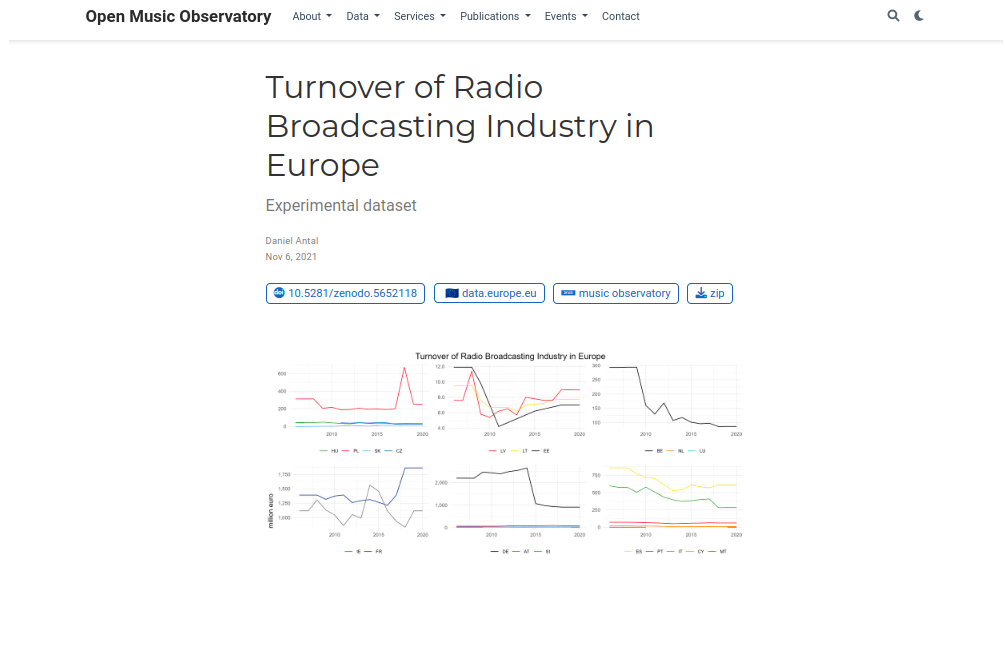 Open Music Observatory About Data Services Publications Events Contact
Turnover of Radio
Broadcasting Industry in
Europe
Experimental dataset
Daniel Antal
Nov 6, 2021
doi 10.5281/zenodo.5652118 data.europe.eu music observatory zip
Turnover of Radio Broadcasting Industry in Europe
600
400
200
0
2010 2015 2020
HU PL SK CZ
12.0
10.0
8.0
6.0
4.0
2010 2015 2020
LV LT EE
300
250
200
150
100
2010 2015 2020
BE NL LU
million euro
1,750
1,500
1,250
1,000
2010 2015 2020
IE FR
2,000
1,000
0
2010 2015 2020
DE AT SI
750
500
250
0
2010 2015 2020
ES PT IT CY MT